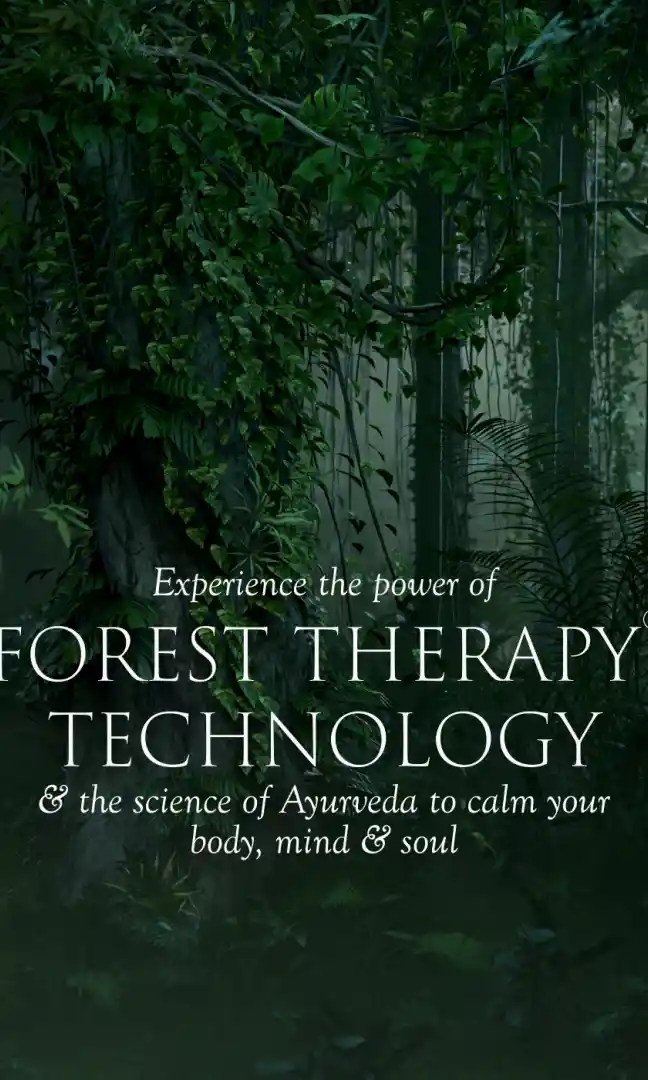 Experience the power of
FOREST THERAPY
TECHNOLOGY
& the science of Ayurveda to calm your
body, mind & soul